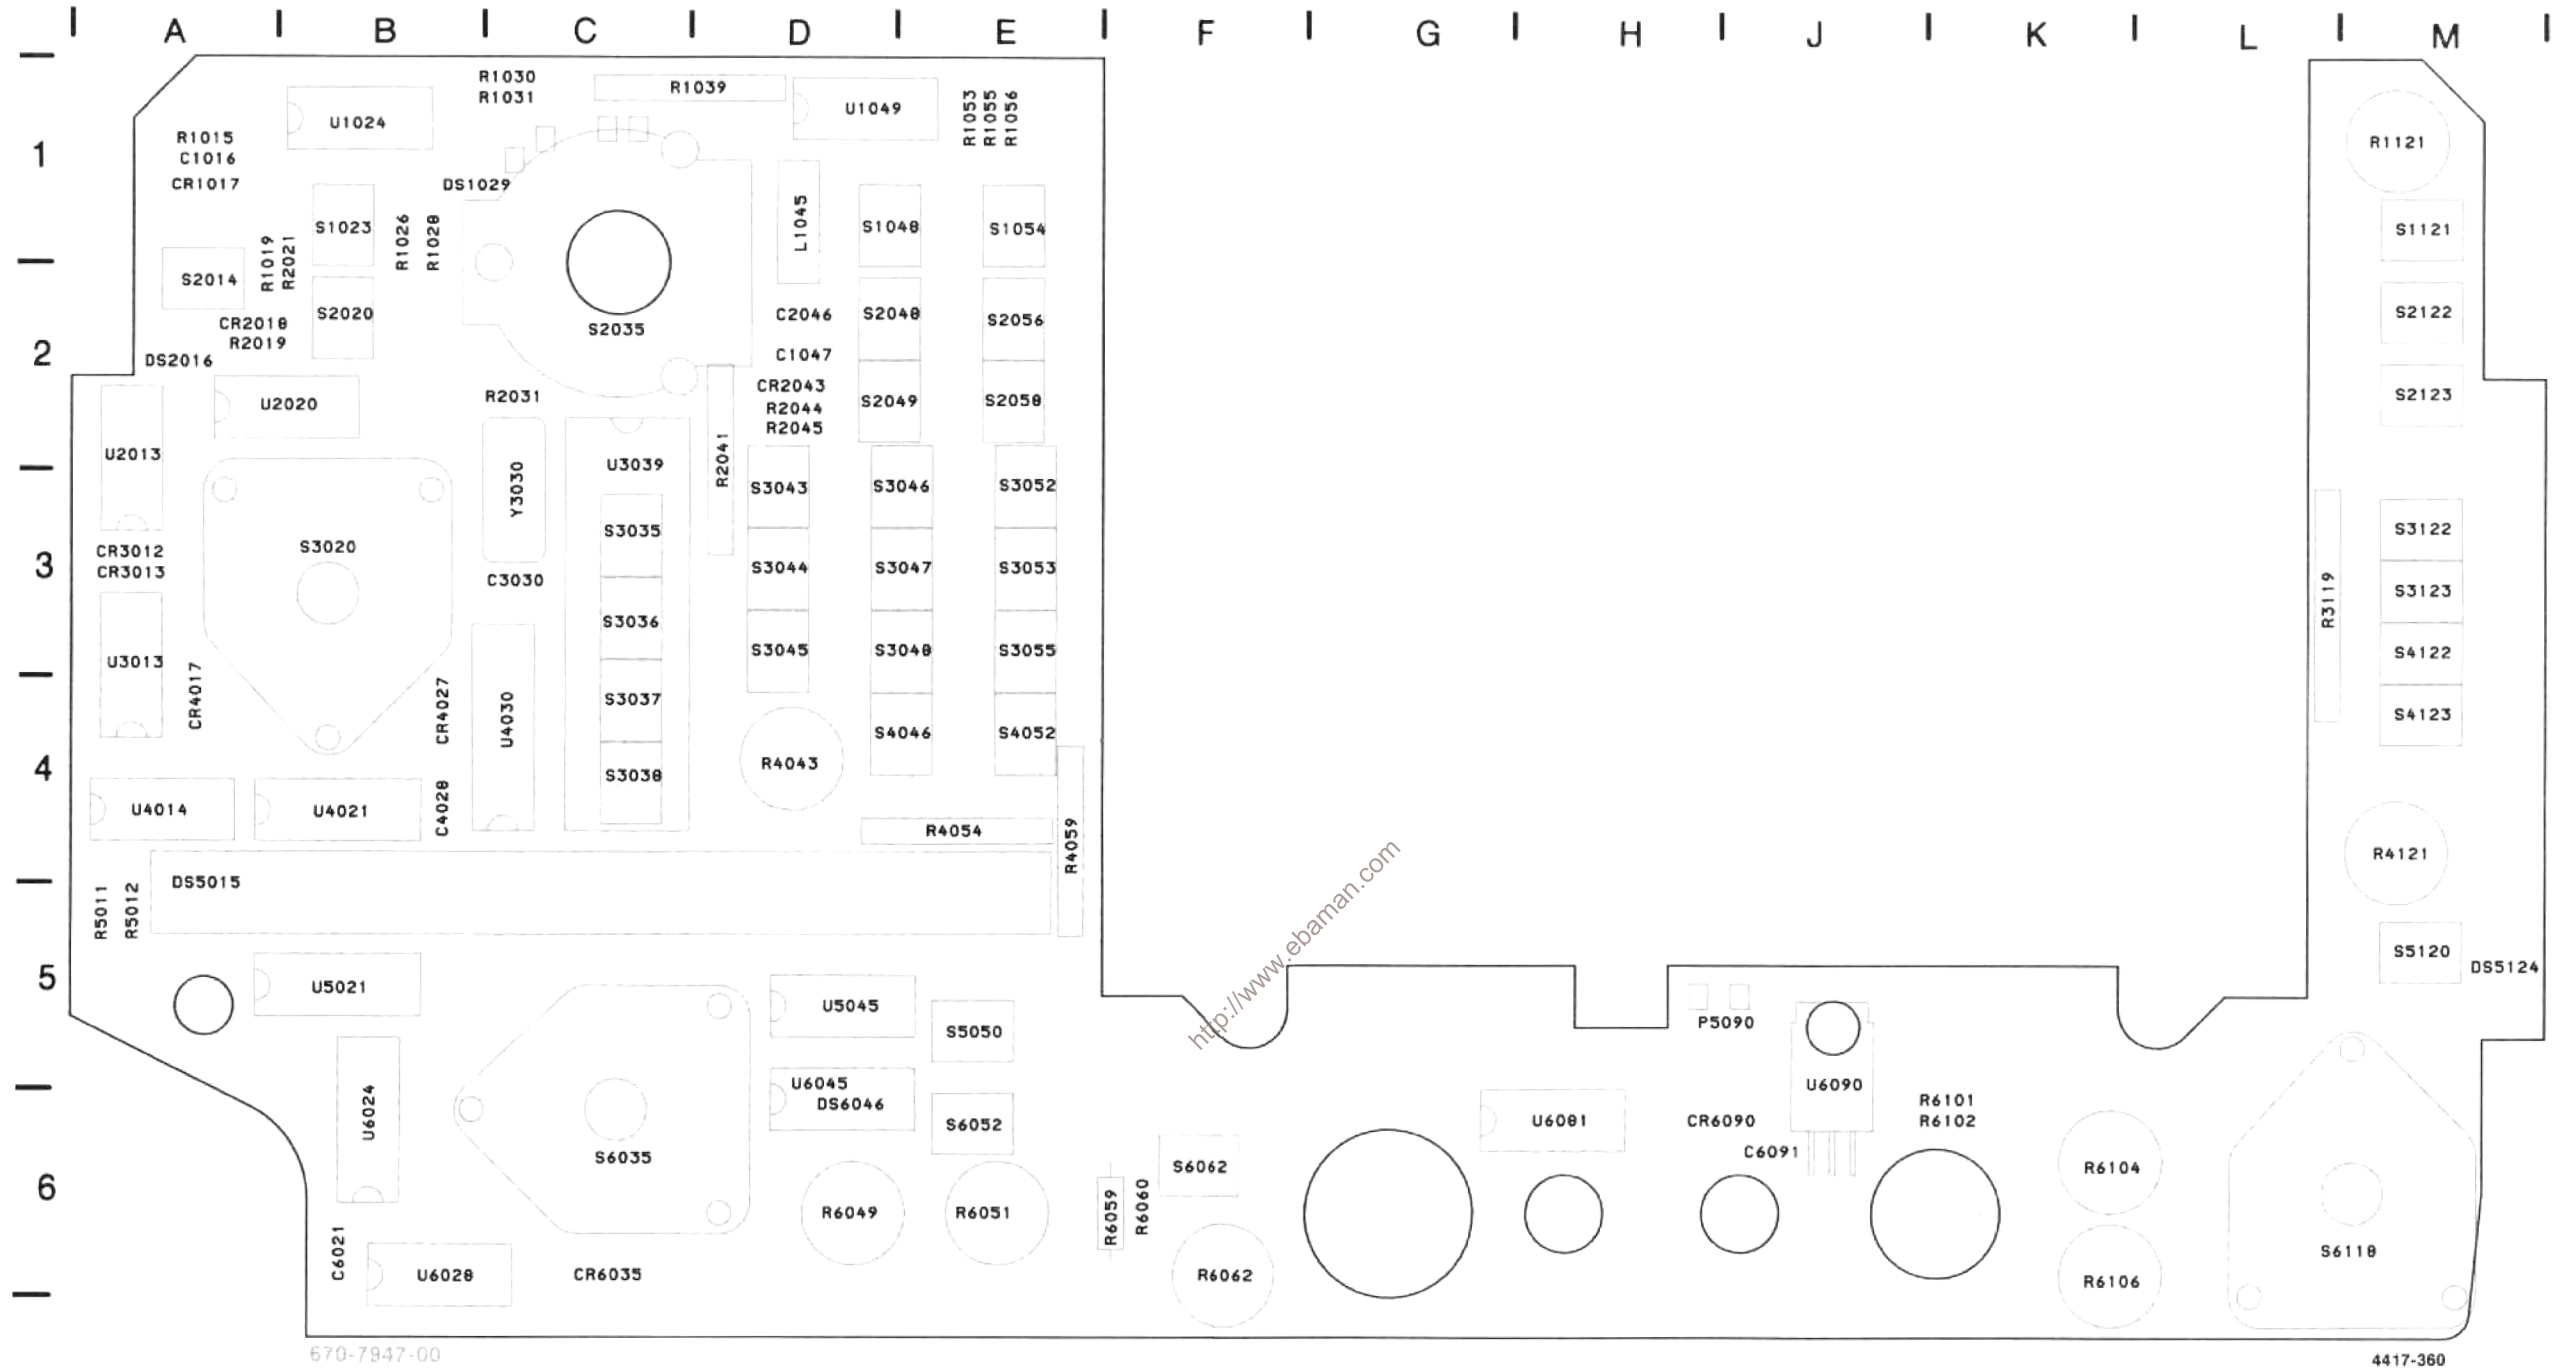 A B C D E F G H J K L M
R1030
R1031
R1039
U1049
R1053
R1055
R1056
U1024
R1015
C1016
CR1017
1
R1121
DS1029
S1023
R1026
R1028
L1045
S1048
S1054
S1121
R1019
R2021
S2014
S2020
CR2018
R2019
S2035
C2046
S2048
S2056
S2122
2
DS2016
C1047
CR2043
R2044
R2045
S2049
S2058
S2123
U2020
R2031
U2013
Y3030
U3039
R2041
S3043
S3046
S3052
S3020
S3035
S3122
3
CR3012
CR3013
C3030
S3044
S3047
S3053
R3119
S3123
S3036
U3013
CR4017
S3045
S3048
S3055
S4122
CR4027
U4030
S3037
S4046
S4052
S4123
4
S3038
R4043
U4014
U4021
C4028
R4054
R4059
R4121
R5011
R5012
DS5015
5
U5021
U5045
S5050
P5090
S5120
DS5124
U6024
U6045
DS6046
S6052
U6081
CR6090
U6090
C6091
R6101
R6102
6
S6035
S6062
R6104
R6049
R6051
R6059
R6060
C6021
U6028
CR6035
R6062
R6106
S6118
http://www.ebaman.com
670-7947-00
4417-360